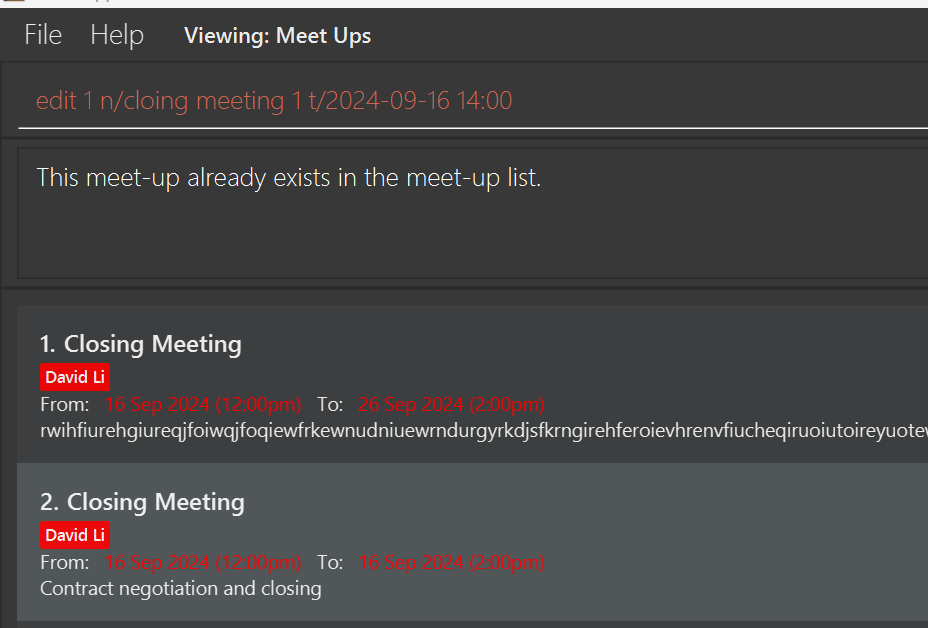 File Help Viewing: Meet Ups
edit 1 n/cloing meeting 1 t/2024-09-16 14:00
This meet-up already exists in the meet-up list.
1. Closing Meeting
David Li
From: 16 Sep 2024 (12:00pm) To: 26 Sep 2024 (2:00pm)
rwihfiurehgiureqjfoiwqjfoqiewfrkewnudniuewrndurgyrkdjsfkrngirehferoievhrenvfiucheqiruoiutoireyuotew
2. Closing Meeting
David Li
From: 16 Sep 2024 (12:00pm) To: 16 Sep 2024 (2:00pm)
Contract negotiation and closing